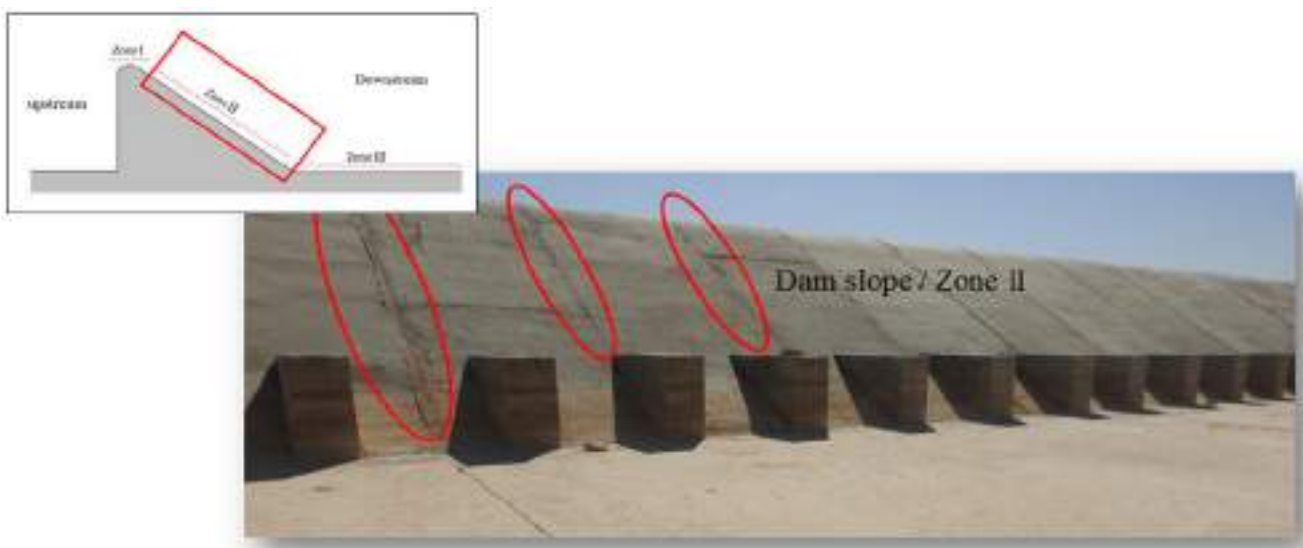 Zone I
Downstream
upstream
Zone II
Zone III
Dam slope / Zone II